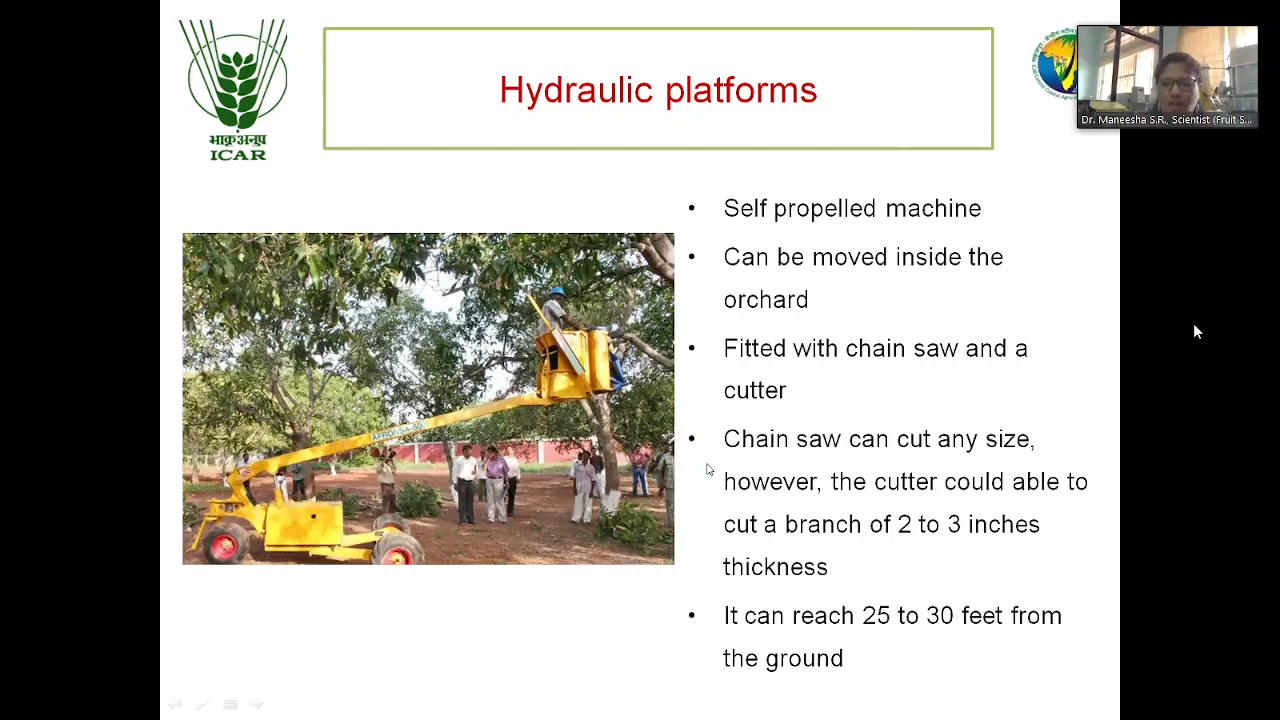 Hydraulic platforms
भाकृअनुप
ICAR
Dr. Maneesha S.R., Scientist (Fruit S...
• Self propelled machine
• Can be moved inside the
orchard
• Fitted with chain saw and a
cutter
• Chain saw can cut any size,
however, the cutter could able to
cut a branch of 2 to 3 inches
thickness
• It can reach 25 to 30 feet from
the ground